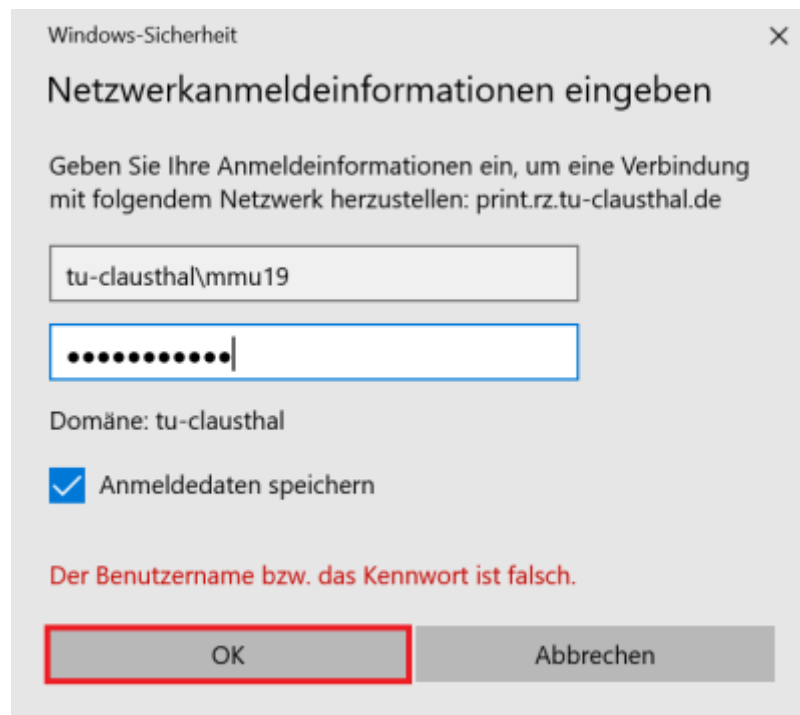 Windows-Sicherheit
Netzwerkanmeldeinformationen eingeben
Geben Sie Ihre Anmeldeinformationen ein, um eine Verbindung
mit folgendem Netzwerk herzustellen: print.rz.tu-clausthal.de
tu-clausthal\mmu19
●●●●●●●●●●●
Domäne: tu-clausthal
Anmeldedaten speichern
Der Benutzername bzw. das Kennwort ist falsch.
OK
Abbrechen